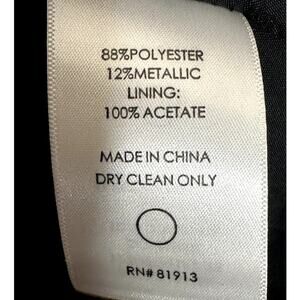 88%POLYESTER
12%METALLIC
LINING:
100% ACETATE
MADE IN CHINA
DRY CLEAN ONLY
RN# 81913